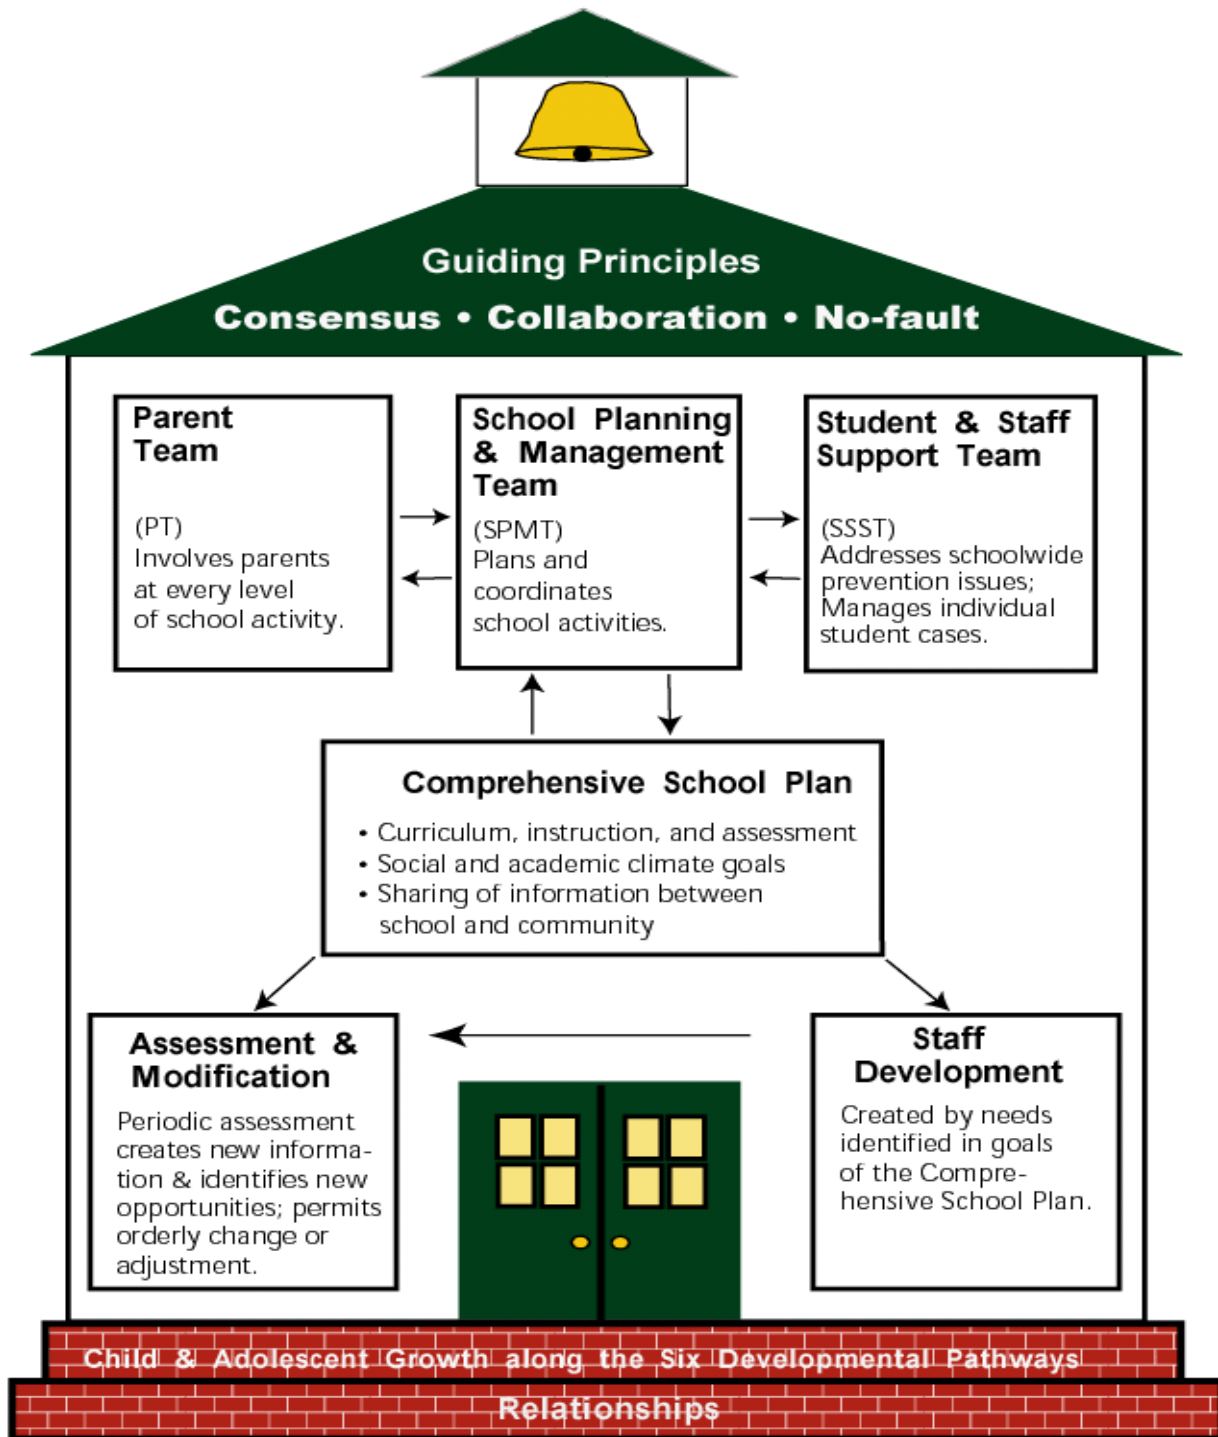 Guiding Principles
Consensus • Collaboration • No-fault
Parent
Team
(PT)
Involves parents
at every level
of school activity.
School Planning
& Management
Team
(SPMT)
Plans and
coordinates
school activities.
Student & Staff
Support Team
(SSST)
Addresses schoolwide
prevention issues;
Manages individual
student cases.
Comprehensive School Plan
• Curriculum, instruction, and assessment
• Social and academic climate goals
• Sharing of information between
school and community
Assessment &
Modification
Periodic assessment
creates new informa-
tion & identifies new
opportunities; permits
orderly change or
adjustment.
Staff
Development
Created by needs
identified in goals
of the Compre-
hensive School Plan.
Child & Adolescent Growth along the Six Developmental Pathways
Relationships